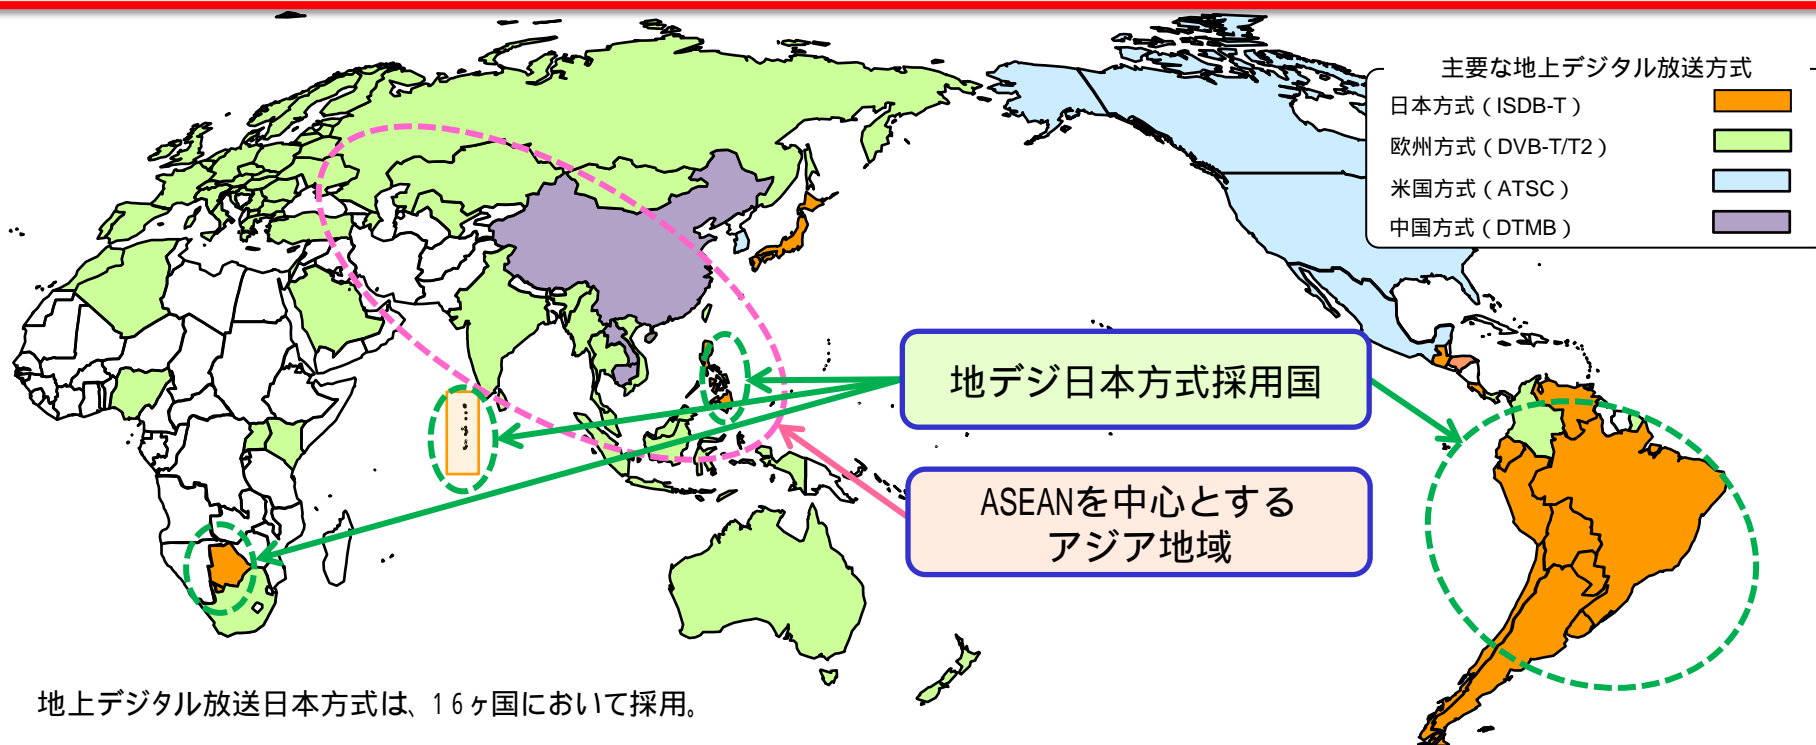 主要な地上デジタル放送方式
日本方式（ISDB-T）
欧州方式（DVB-T/T2）
米国方式（ATSC）
中国方式（DTMB）
地デジ日本方式採用国
ASEANを中心とする
アジア地域
地上デジタル放送日本方式は、16ヶ国において採用。